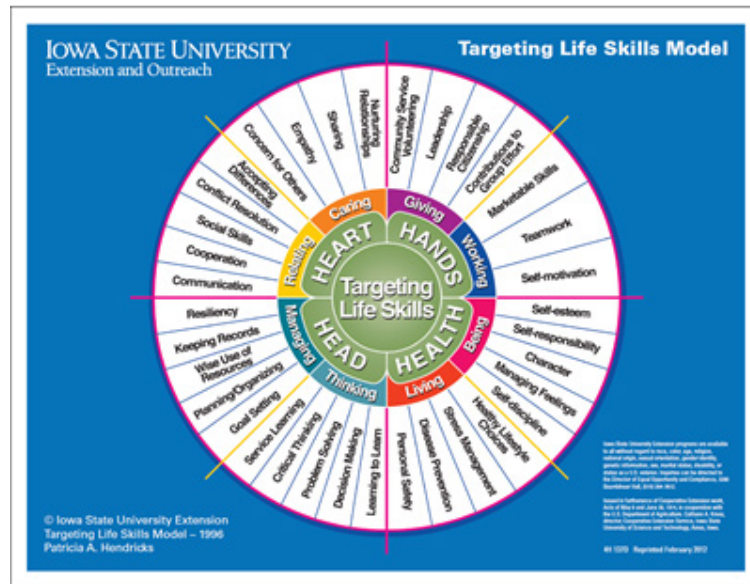 IOWA STATE UNIVERSITY
Extension and Outreach
Targeting Life Skills Model
Nurturing
Relationships
Sharing
Empathy
Concern for Others
Accepting
Differences
Conflict Resolution
Social Skills
Cooperation
Communication
Community Service
Volunteering
Leadership
Responsible
Citizenship
Contributions to
Group Effort
Marketable Skills
Teamwork
Self-motivation
Caring
Relating
Giving
Working
HEART
HANDS
Targeting
Life Skills
HEAD
HEALTH
Managing
Thinking
Being
Living
Resiliency
Keeping Records
Wise Use of
Resources
Planning/Organizing
Goal Setting
Service Learning
Critical Thinking
Problem Solving
Decision Making
Learning to Learn
Self-esteem
Self-responsibility
Character
Managing Feelings
Self-discipline
Healthy Lifestyle
Choices
Stress Management
Disease Prevention
Personal Safety
© Iowa State University Extension
Targeting Life Skills Model – 1996
Patricia A. Hendricks
4H 137D Reprinted February 2012